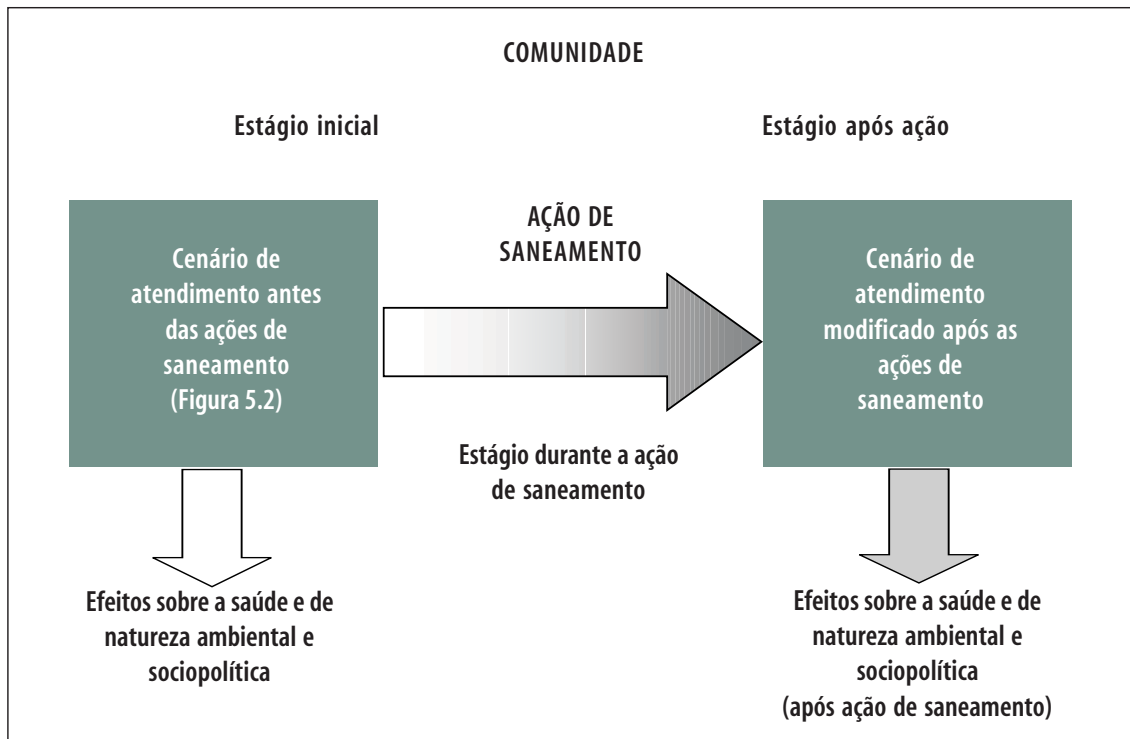 COMUNIDADE
Estágio inicial
Estágio após ação
Cenário de
atendimento antes
das ações de
saneamento
(Figura 5.2)
AÇÃO DE
SANEAMENTO
Estágio durante a ação
de saneamento
Cenário de
atendimento
modificado após as
ações de
saneamento
Efeitos sobre a saúde e de
natureza ambiental e
sociopolítica
Efeitos sobre a saúde e de
natureza ambiental e
sociopolítica
(após ação de saneamento)